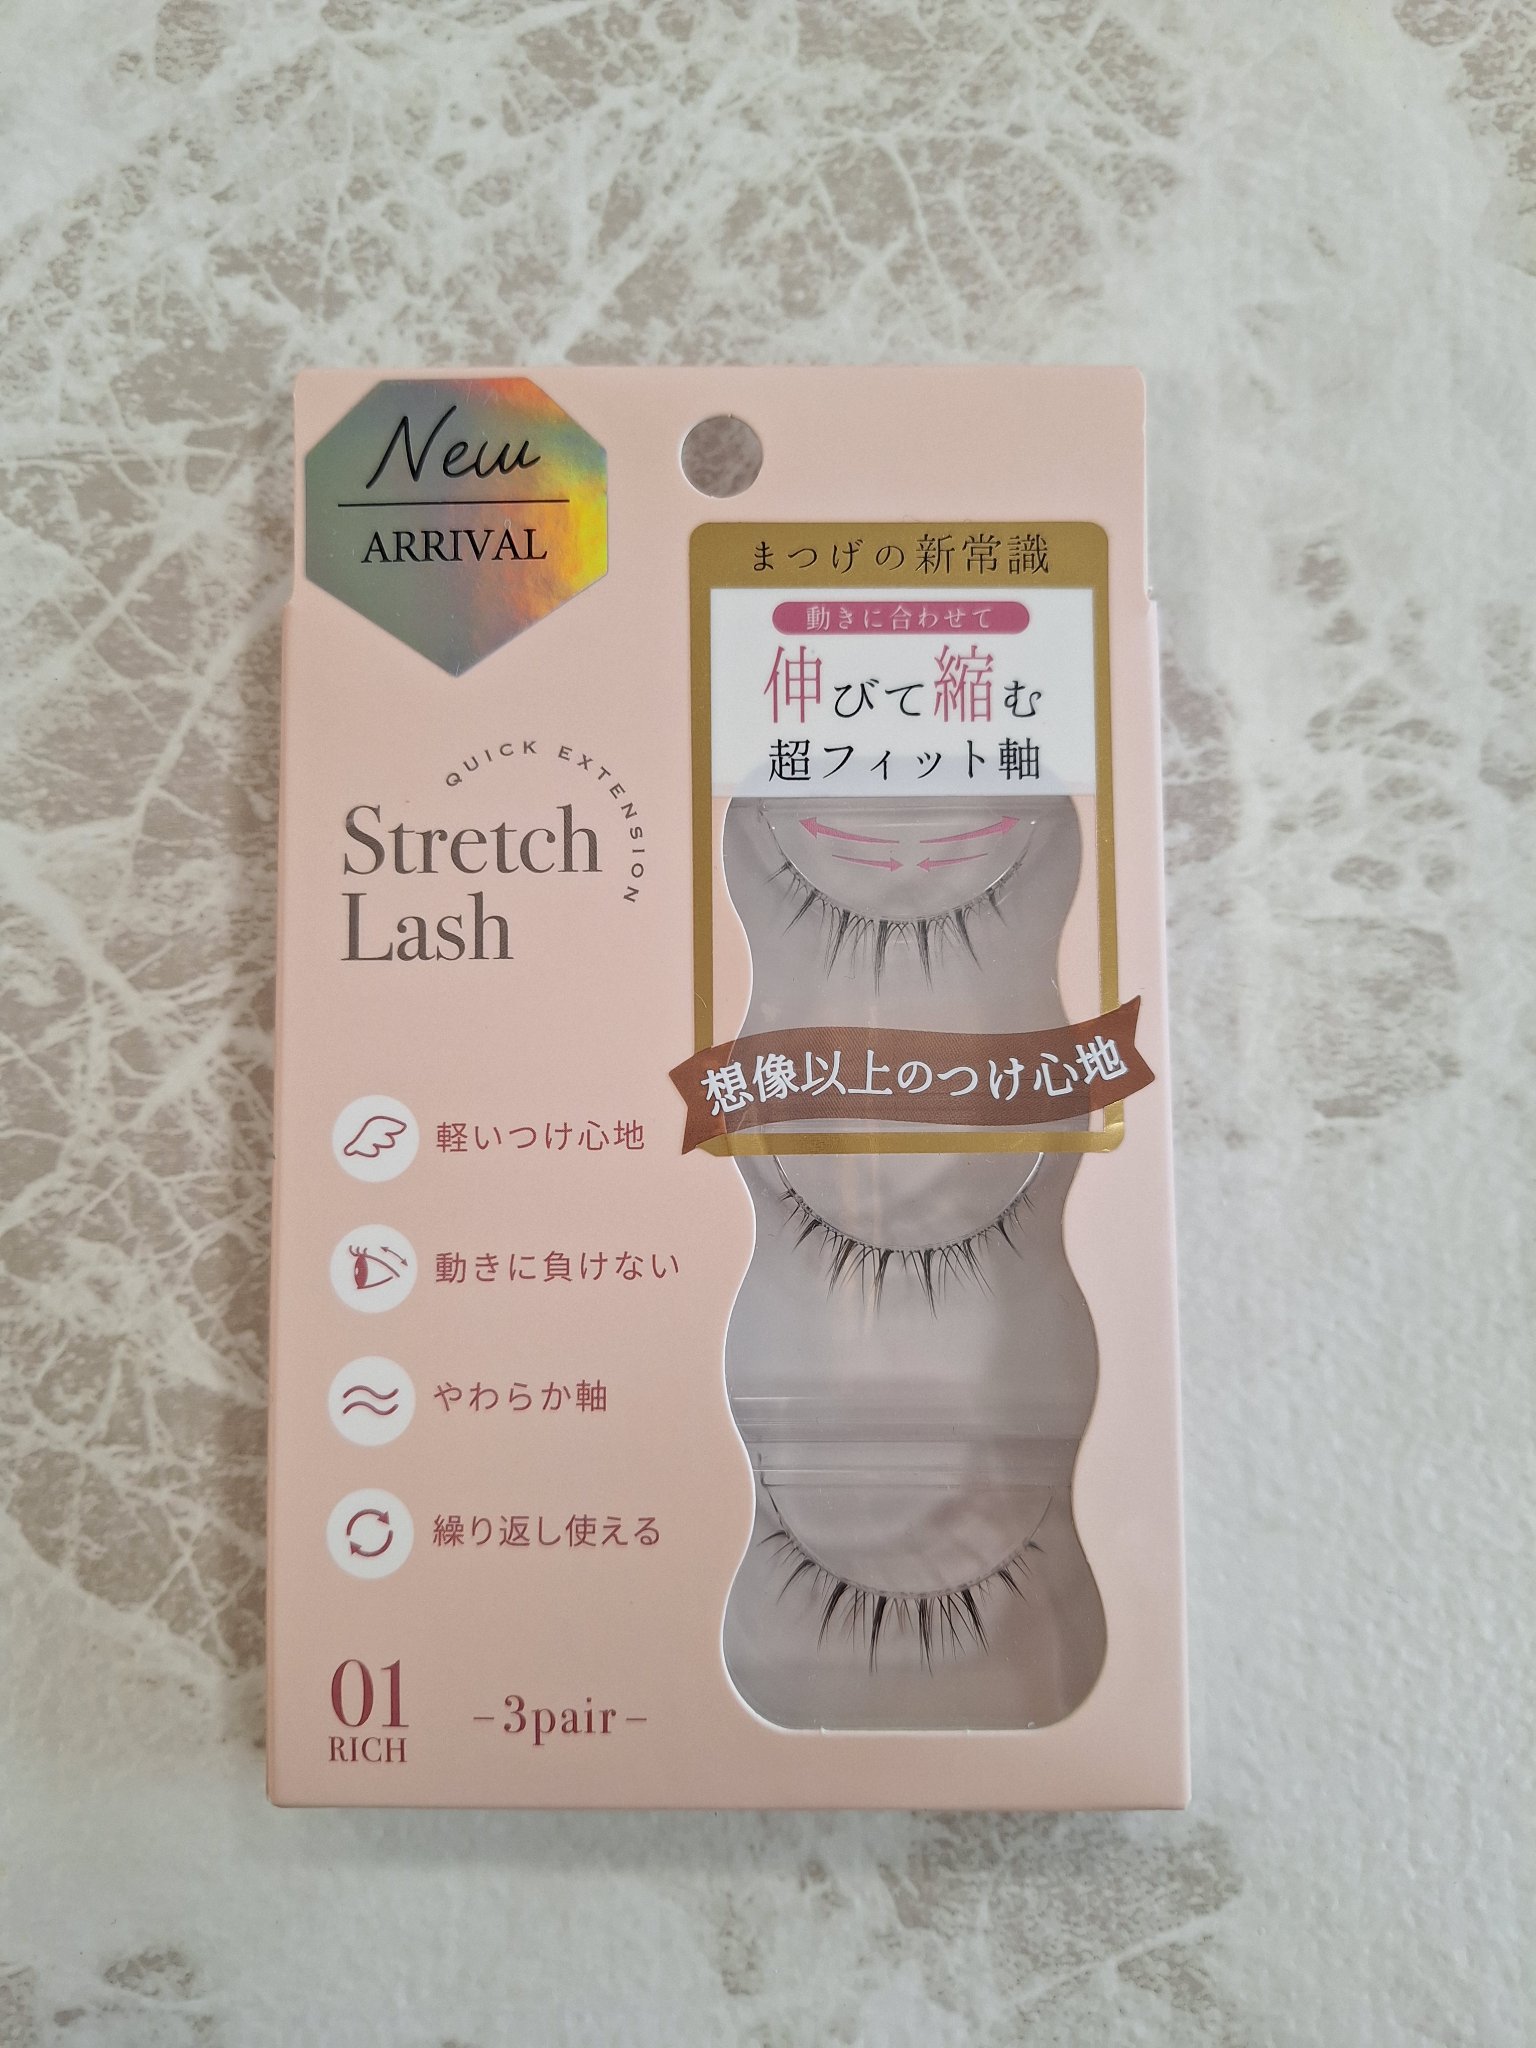 New
ARRIVAL
まつげの新常識
動きに合わせて
伸びて縮む
超フィット軸
QUICK EXTENSION
Stretch
Lash
想像以上のつけ心地
軽いつけ心地
動きに負けない
やわらか軸
繰り返し使える
01
RICH
-3pair-